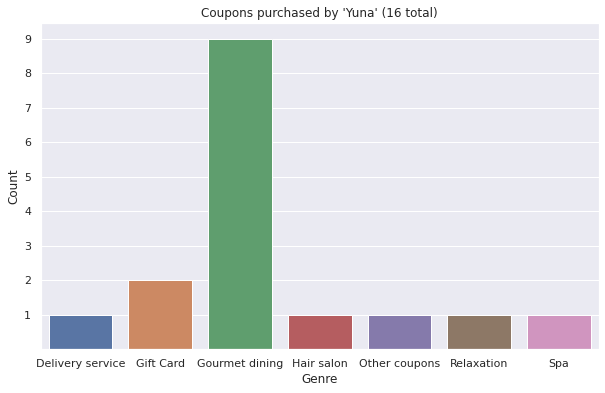 Coupons purchased by 'Yuna' (16 total)
Count
9
8
7
6
5
4
3
2
1
Delivery service Gift Card Gourmet dining Hair salon Other coupons Relaxation Spa
Genre